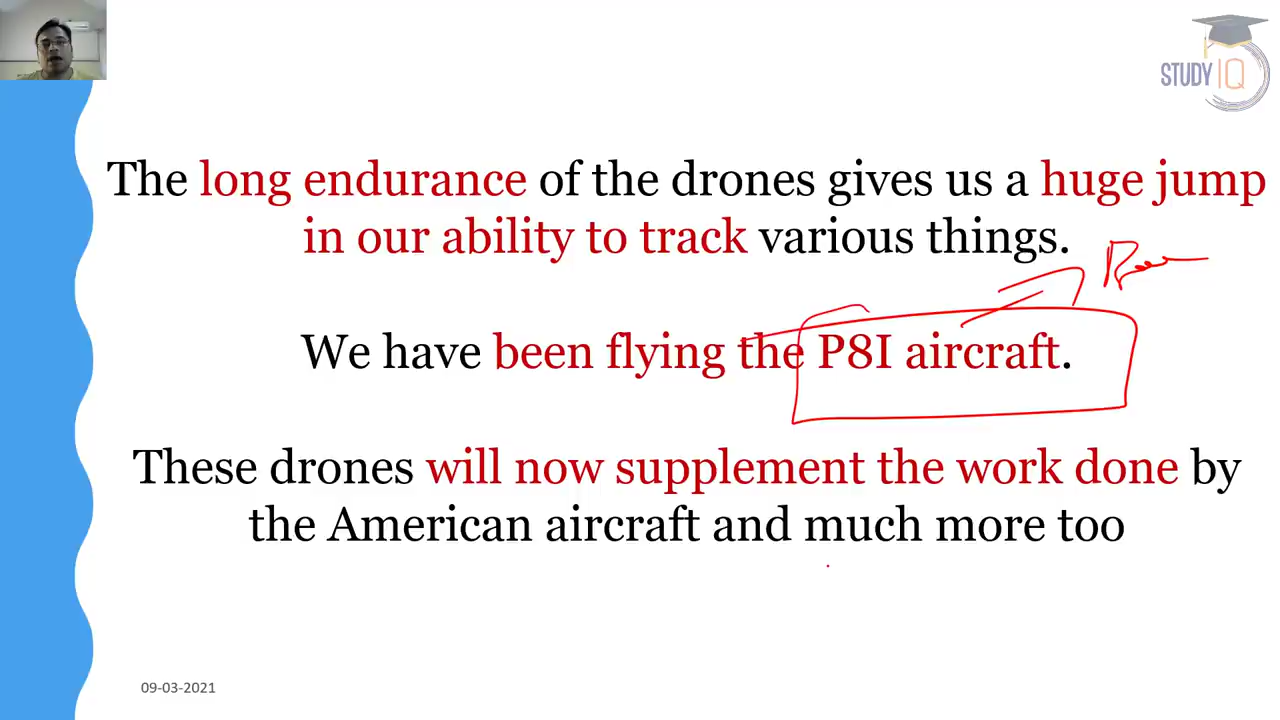 STUDY IQ
The long endurance of the drones gives us a huge jump
in our ability to track various things.
We have been flying the P8I aircraft.
These drones will now supplement the work done by
the American aircraft and much more too
09-03-2021